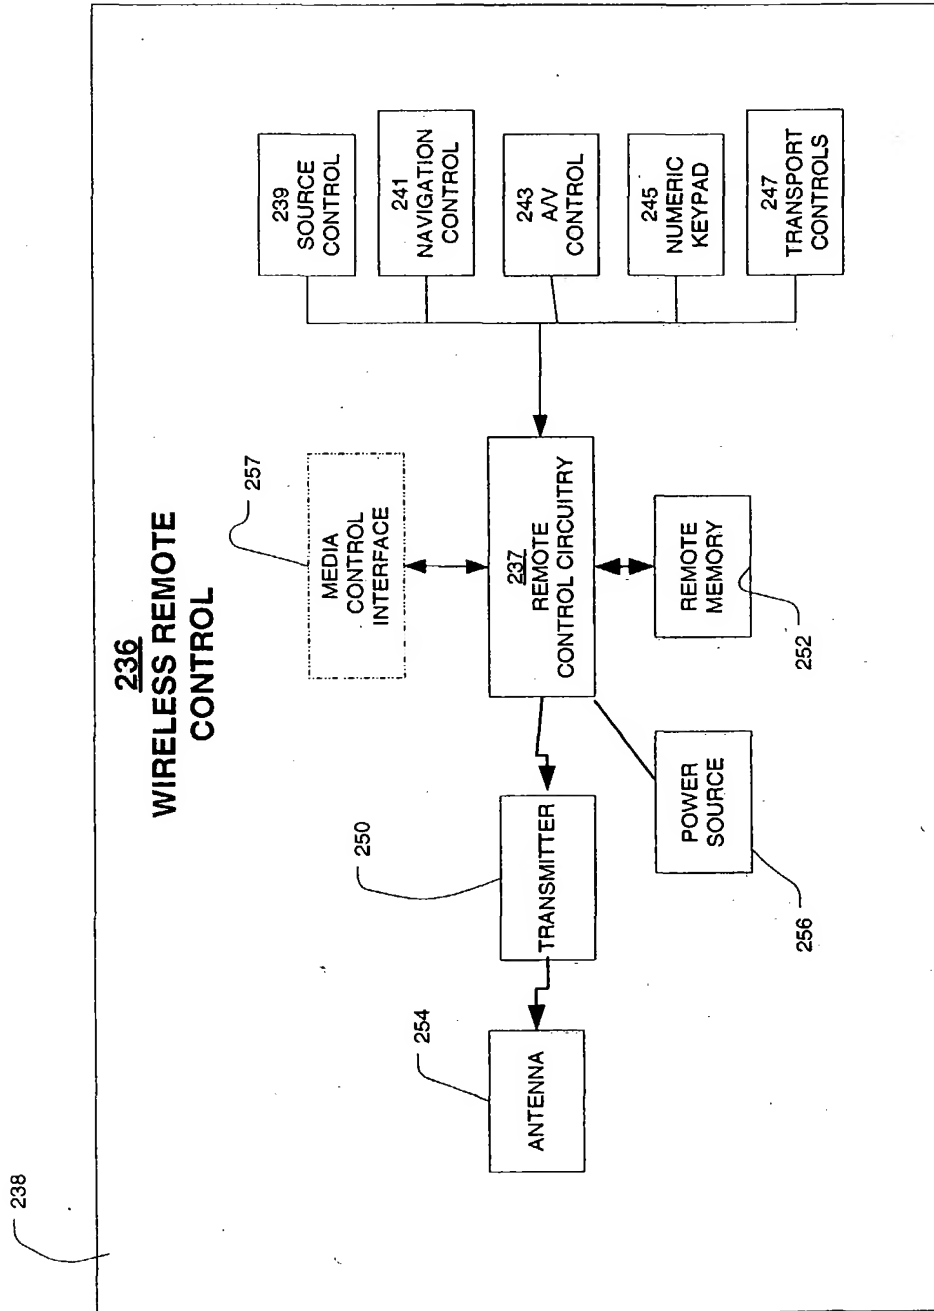 238
236
WIRELESS REMOTE
CONTROL
257
MEDIA
CONTROL
INTERFACE
250
254
ANTENNA
TRANSMITTER
237
REMOTE
CONTROL CIRCUITRY
239
SOURCE
CONTROL
241
NAVIGATION
CONTROL
243
A/V
CONTROL
245
NUMERIC
KEYPAD
247
TRANSPORT
CONTROLS
POWER
SOURCE
256
REMOTE
MEMORY
252